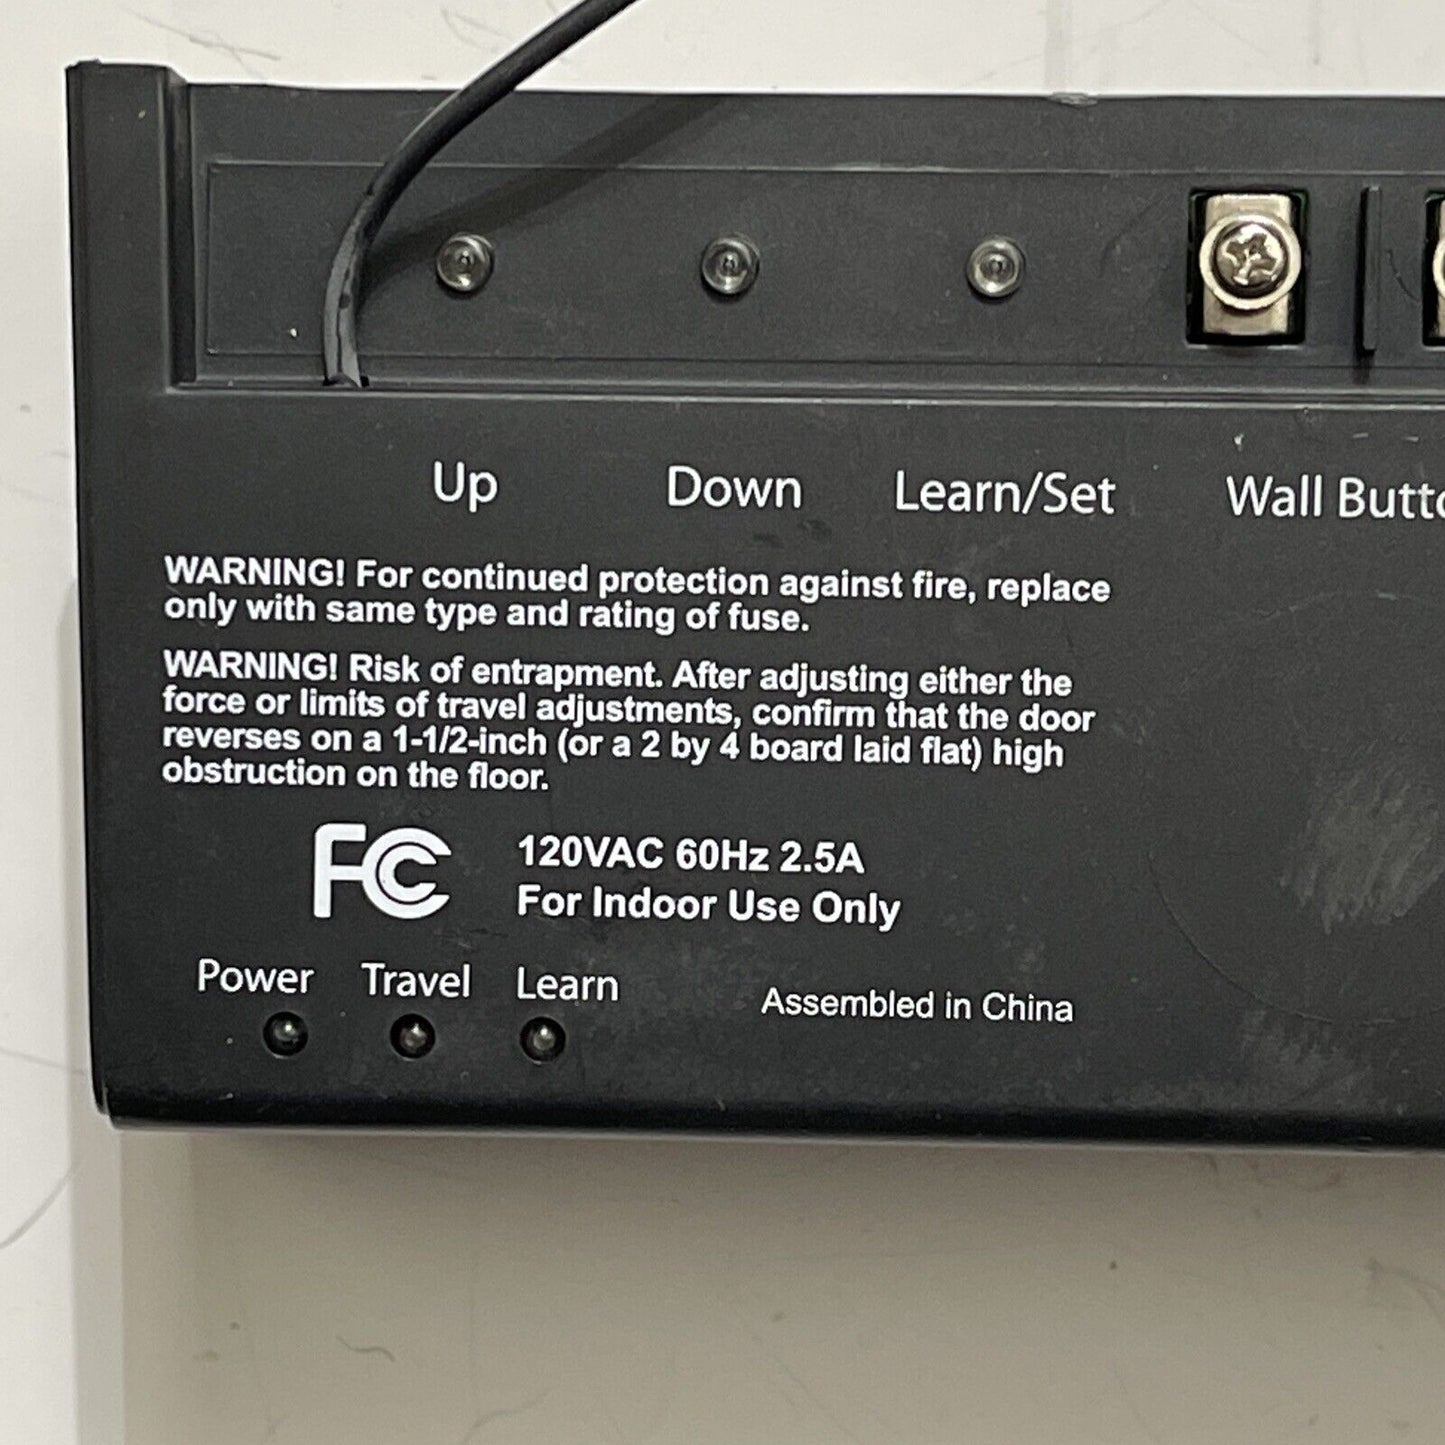 Up Down Learn/Set Wall Butto
WARNING! For continued protection against fire, replace
only with same type and rating of fuse.
WARNING! Risk of entrapment. After adjusting either the
force or limits of travel adjustments, confirm that the door
reverses on a 1-1/2-inch (or a 2 by 4 board laid flat) high
obstruction on the floor.
FC 120VAC 60Hz 2.5A
For Indoor Use Only
Power Travel Learn
Assembled in China